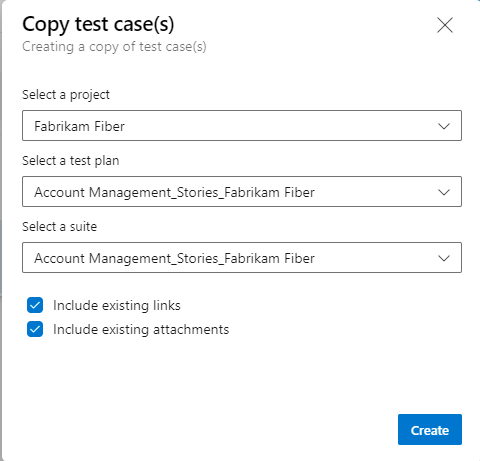 Copy test case(s)
Creating a copy of test case(s)
Select a project
Fabrikam Fiber
Select a test plan
Account Management_Stories_Fabrikam Fiber
Select a suite
Account Management_Stories_Fabrikam Fiber
Include existing links
Include existing attachments
Create